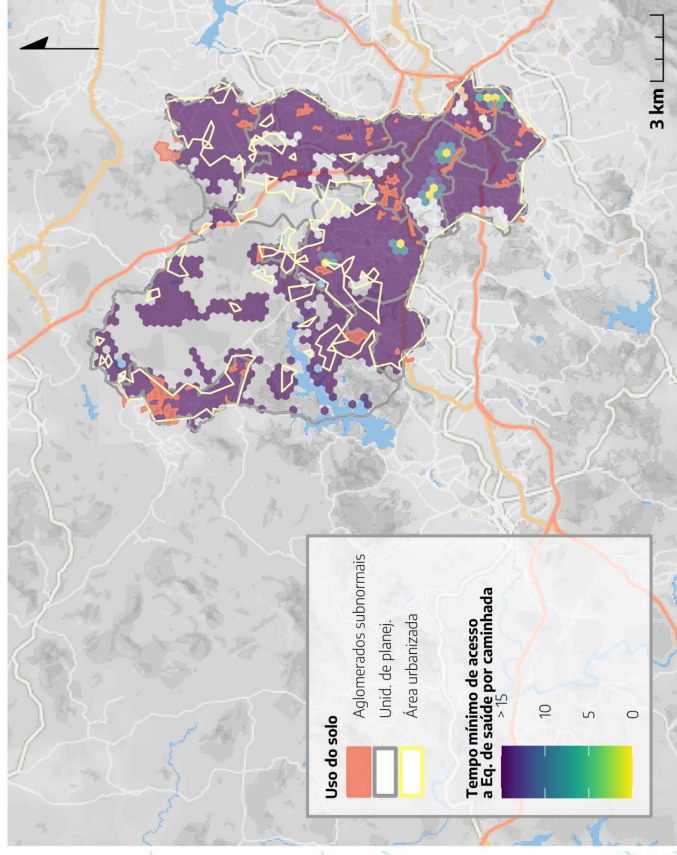 3 km
Uso do solo
Aglomerados subnormais
Unid. de planej.
Área urbanizada
Tempo mínimo de acesso
a Eq. de saúde por caminhada
> 15
10
5
0